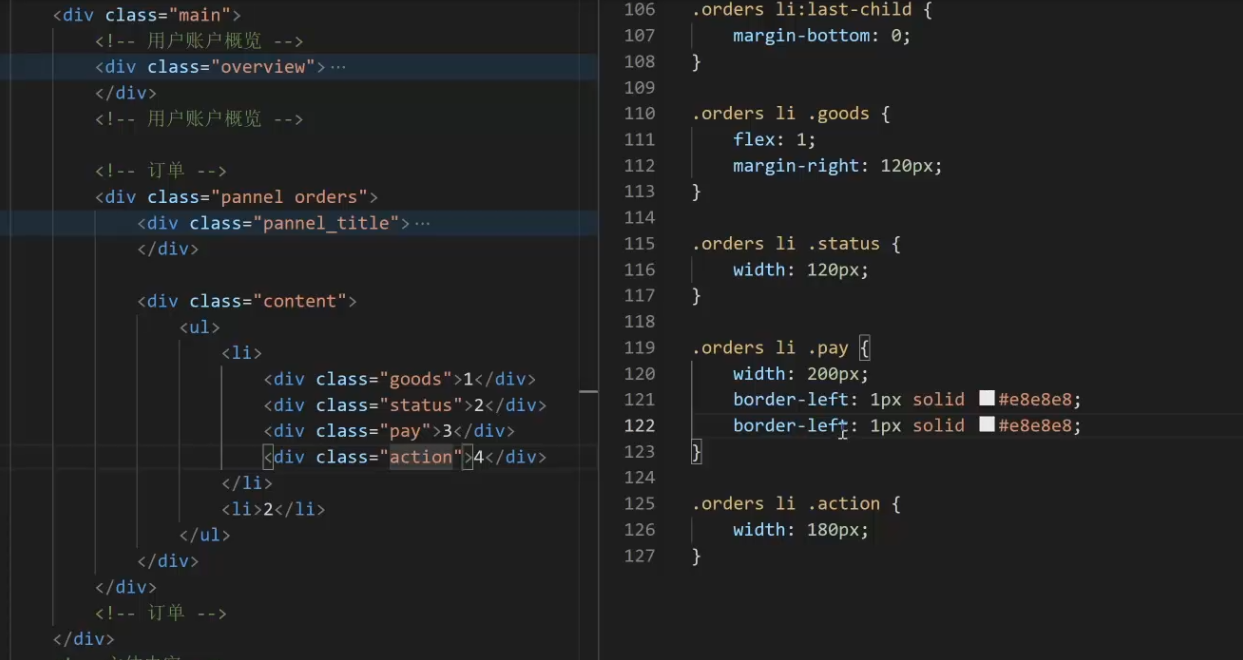 <div class="main">
<!-- 用户账户概览 -->
<div class="overview">···
</div>
<!-- 用户账户概览 -->
<!-- 订单 -->
<div class="pannel orders">
<div class="pannel_title">···
</div>
<div class="content">
<ul>
<li>
<div class="goods">1</div>
<div class="status">2</div>
<div class="pay">3</div>
<div class="action">4</div>
</li>
<li>2</li>
</ul>
</div>
</div>
<!-- 订单 -->
</div>
106 .orders li:last-child {
107 margin-bottom: 0;
108 }
109
110 .orders li .goods {
111 flex: 1;
112 margin-right: 120px;
113 }
114
115 .orders li .status {
116 width: 120px;
117 }
118
119 .orders li .pay {
120 width: 200px;
121 border-left: 1px solid #e8e8e8;
122 border-left: 1px solid #e8e8e8;
123 }
124
125 .orders li .action {
126 width: 180px;
127 }